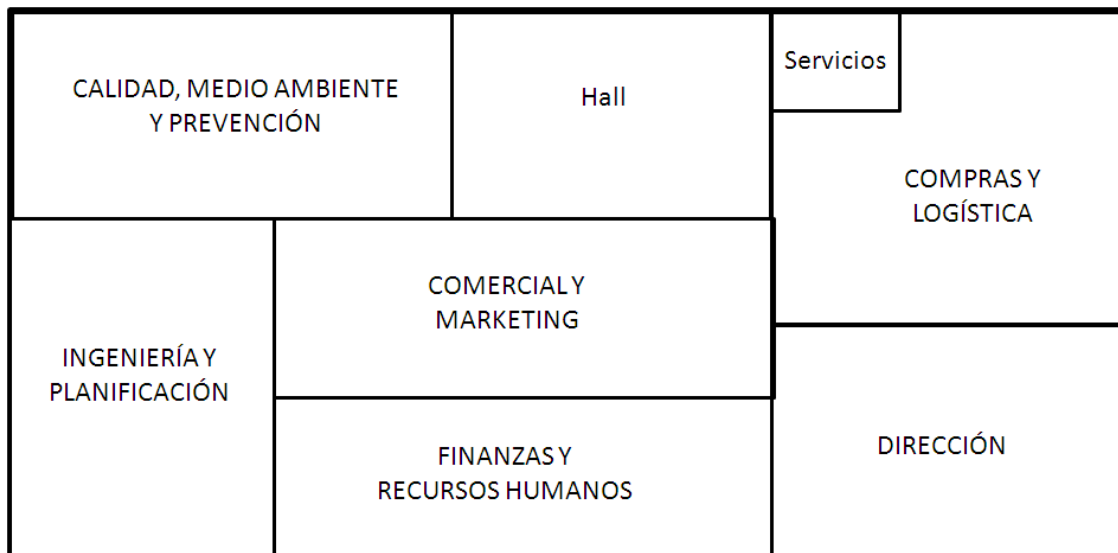 CALIDAD, MEDIO AMBIENTE
Y PREVENCIÓN
Hall
Servicios
COMPRAS Y
LOGÍSTICA
COMERCIAL Y
MARKETING
INGENIERÍA Y
PLANIFICACIÓN
FINANZAS Y
RECURSOS HUMANOS
DIRECCIÓN